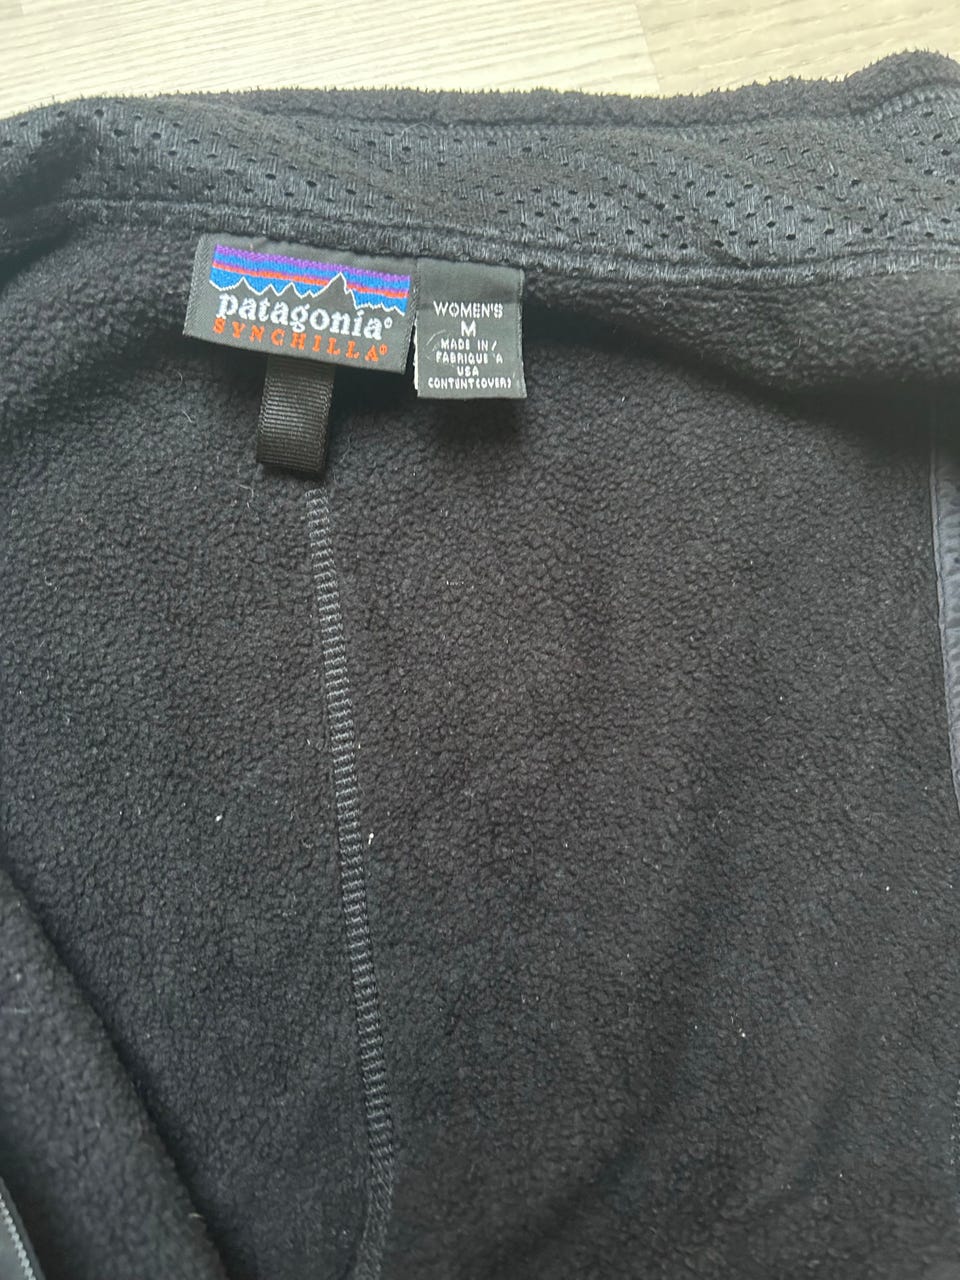 patagonia®
SYNCHILLA®
WOMEN'S
M
MADE IN/
FABRIQUE'A
USA
CONTENT(OVER)